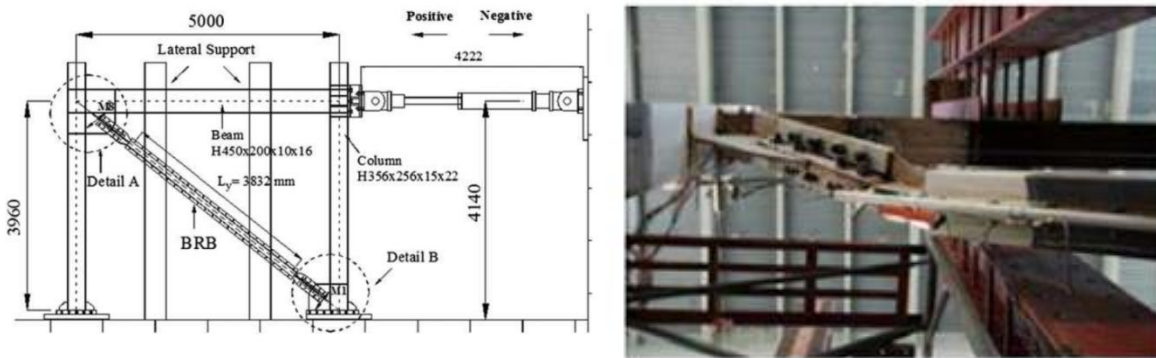 5000
Positive
Negative
Lateral Support
4222
M8
Beam
H450x200x10x16
Column
H356x256x15x22
Detail A
Ly= 3832 mm
3960
4140
BRB
Detail B
M1